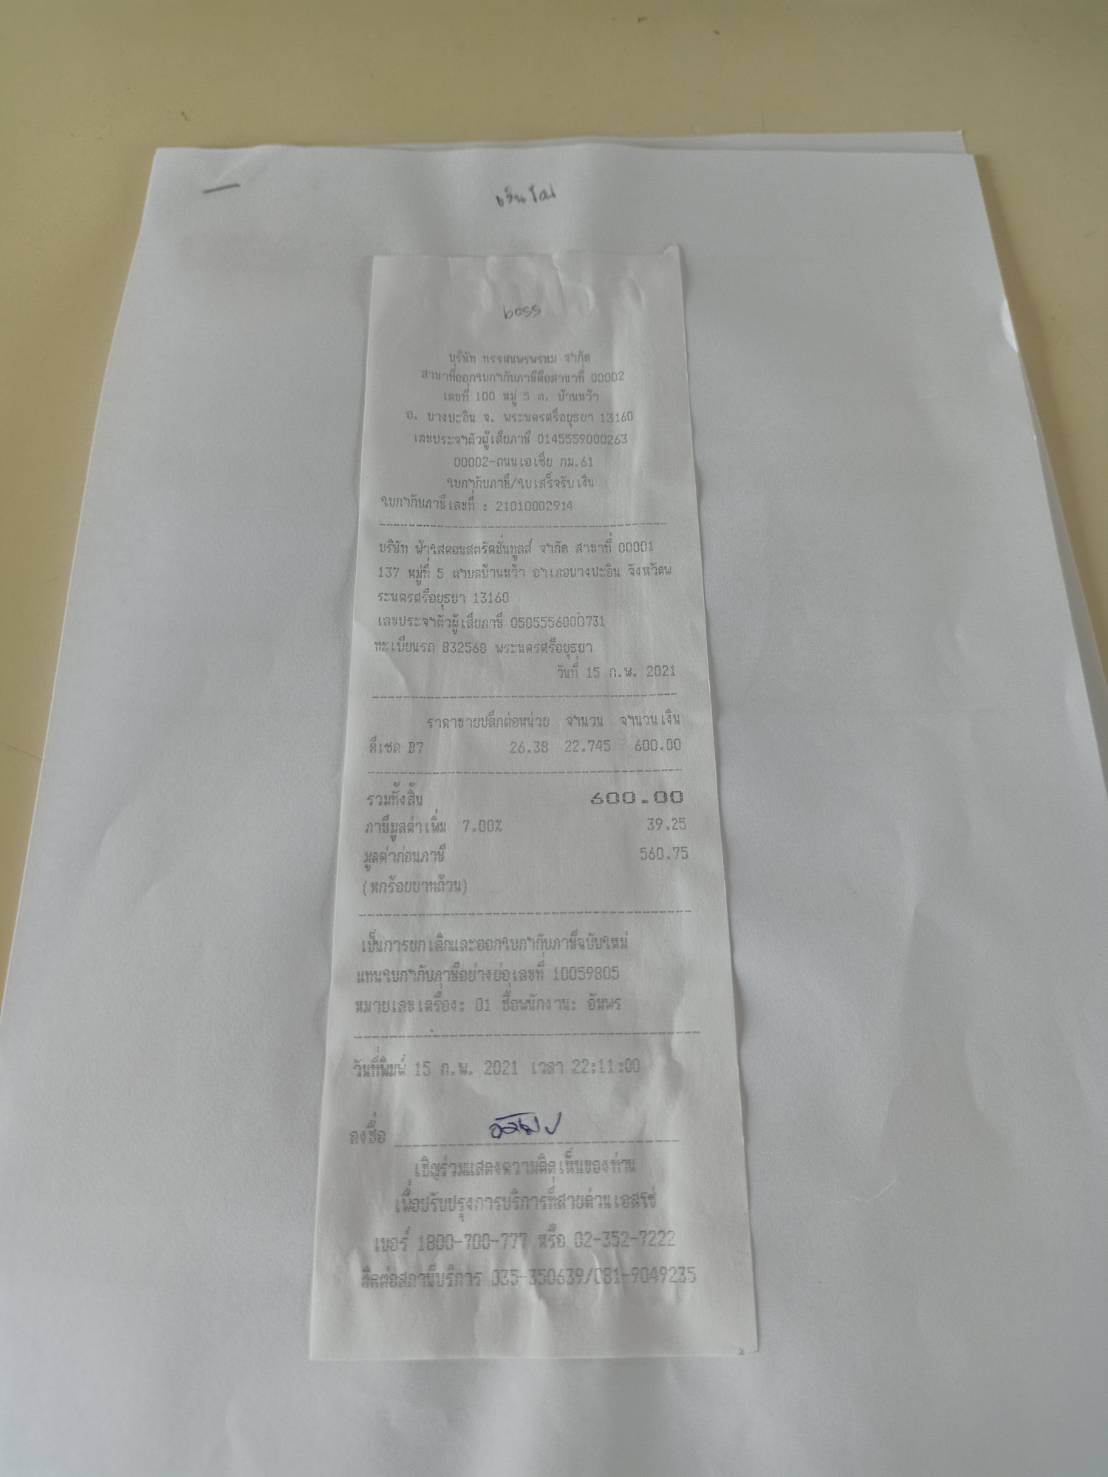 boss
บริษัท ทรรศนพรพรหม จำกัด
สาขาที่ออกใบกำกับภาษีคือสาขาที่ 00002
เลขที่ 100 หมู่ 5 ต. บ้านหว้า
อ. บางปะอิน จ. พระนครศรีอยุธยา 13160
เลขประจำตัวผู้เสียภาษี 0145559000263
00002-ถนนเอเซีย กม.61
ใบกำกับภาษี/ใบเสร็จรับเงิน
ใบกำกับภาษีเลขที่ : 21010002914
บริษัท ฟ้าใสคอนสตรัคมั่นทูลส์ จำกัด สาขาที่ 00001
137 หมู่ที่ 5 ตำบลบ้านหว้า อำเภอบางปะอิน จังหวัดพ
ระนครศรีอยุธยา 13160
เลขประจำตัวผู้เสียภาษี 0505556000731
ทะเบียนรถ 832560 พระนครศรีอยุธยา
วันที่ 15 ก.พ. 2021
ราคาขายปลีกต่อหน่วย จำนวน จำนวนเงิน
ดีเซล B7 26.38 22.745 600.00
รวมทั้งสิ้น 600.00
ภาษีมูลค่าเพิ่ม 7.00% 39.25
มูลค่าก่อนภาษี 560.75
(หกร้อยบาทถ้วน)
เป็นการยกเลิกและออกใบกำกับภาษีฉบับใหม่
แทนใบกำกับภาษีอย่างย่อเลขที่ 10059805
หมายเลขเครื่อง: 01 ชื่อพนักงาน: อัมพร
วันที่พิมพ์ 15 ก.พ. 2021 เวลา 22:11:00
ลงชื่อ
เชิญร่วมแสดงความคิดเห็นของท่าน
เพื่อปรับปรุงการบริการที่สายด่วนเอสโซ่
เบอร์ 1800-700-777 หรือ 02-352-7222
ติดต่อสถานีบริการ 035-350639/081-9049235